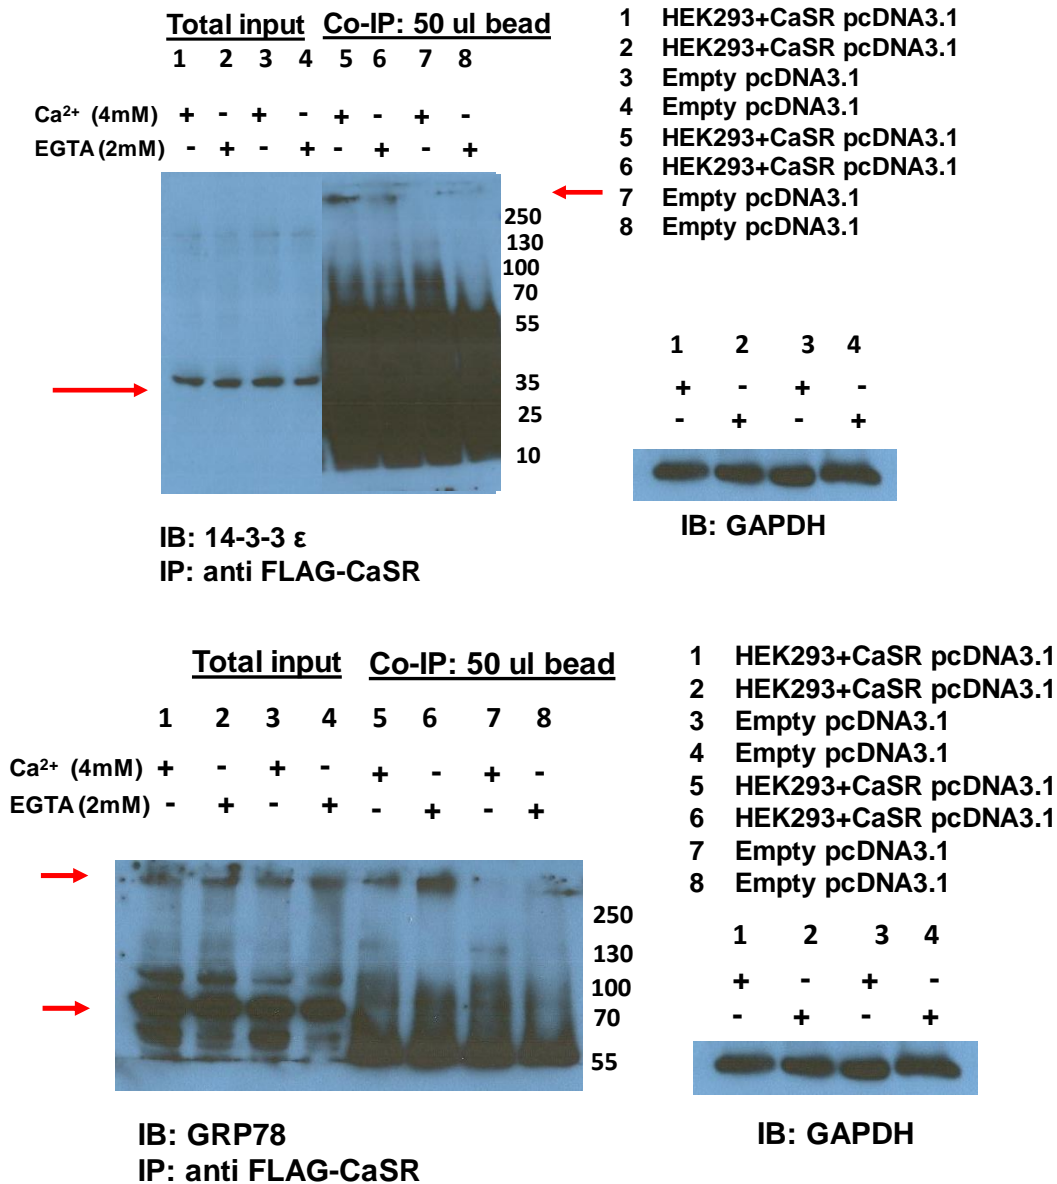 Total input Co-IP: 50 ul bead
1 2 3 4 5 6 7 8
Ca²⁺ (4mM) + - + - + - + -
EGTA (2mM) - + - + - + - +
250
130
100
70
55
35
25
10
IB: 14-3-3 ε
IP: anti FLAG-CaSR
1 HEK293+CaSR pcDNA3.1
2 HEK293+CaSR pcDNA3.1
3 Empty pcDNA3.1
4 Empty pcDNA3.1
5 HEK293+CaSR pcDNA3.1
6 HEK293+CaSR pcDNA3.1
7 Empty pcDNA3.1
8 Empty pcDNA3.1
1 2 3 4
+ - + -
- + - +
IB: GAPDH
Total input Co-IP: 50 ul bead
1 2 3 4 5 6 7 8
Ca²⁺ (4mM) + - + - + - + -
EGTA (2mM) - + - + - + - +
250
130
100
70
55
IB: GRP78
IP: anti FLAG-CaSR
1 HEK293+CaSR pcDNA3.1
2 HEK293+CaSR pcDNA3.1
3 Empty pcDNA3.1
4 Empty pcDNA3.1
5 HEK293+CaSR pcDNA3.1
6 HEK293+CaSR pcDNA3.1
7 Empty pcDNA3.1
8 Empty pcDNA3.1
1 2 3 4
+ - + -
- + - +
IB: GAPDH